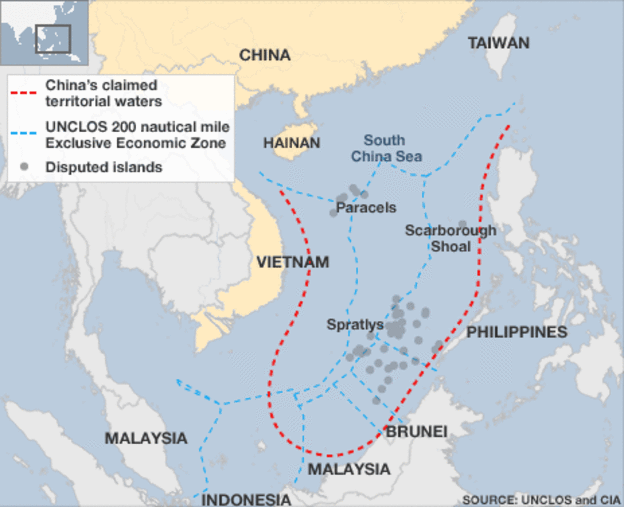 CHINA
TAIWAN
China's claimed
territorial waters
UNCLOS 200 nautical mile
Exclusive Economic Zone
Disputed islands
HAINAN
South
China Sea
Paracels
Scarborough
Shoal
VIETNAM
Spratlys
PHILIPPINES
MALAYSIA
BRUNEI
MALAYSIA
INDONESIA
SOURCE: UNCLOS and CIA